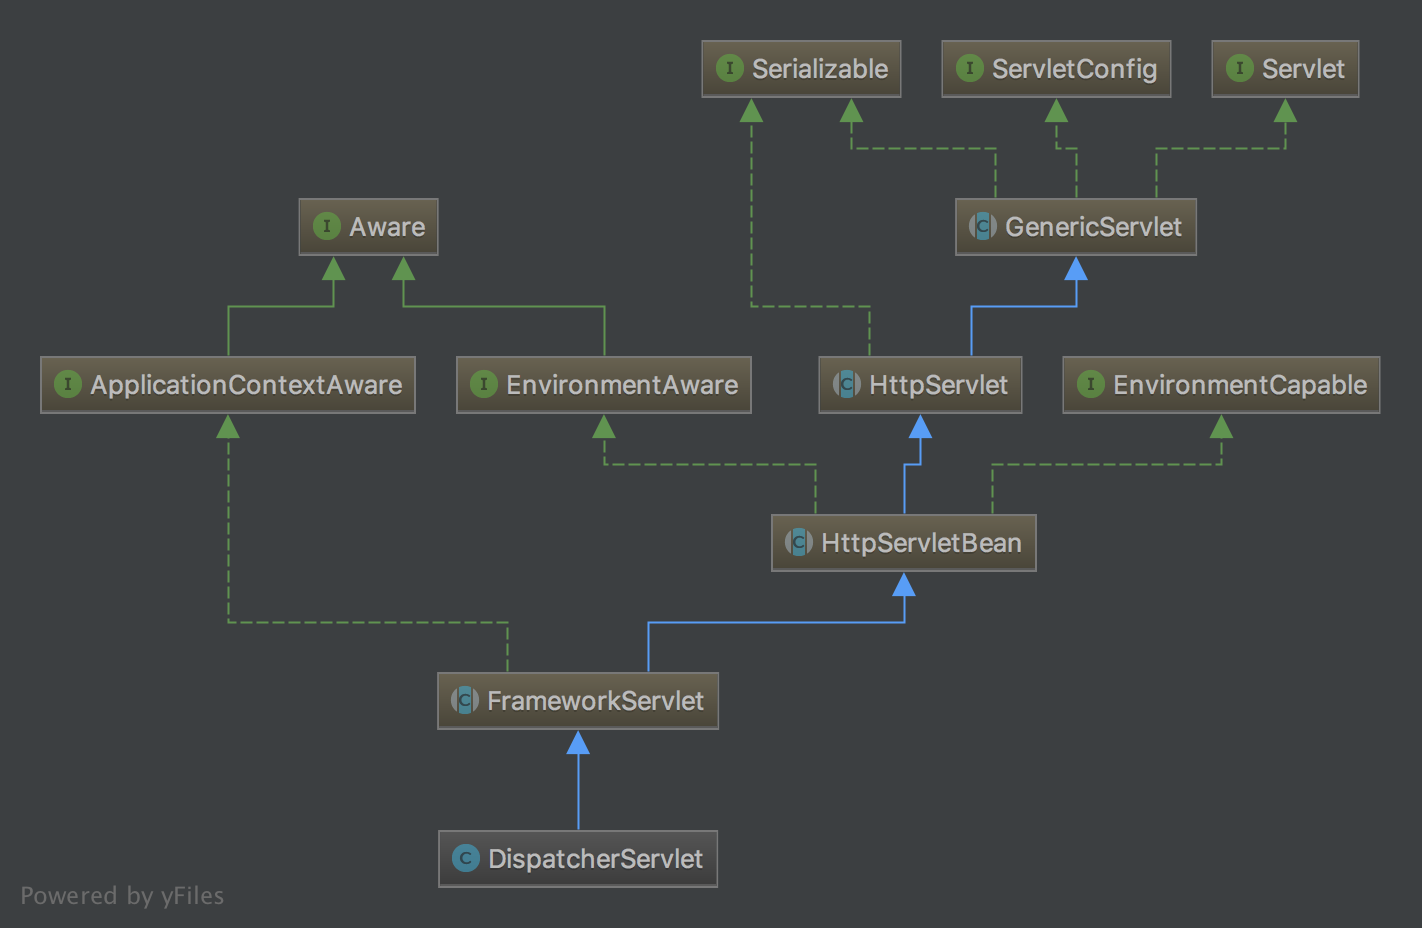 I Serializable
I ServletConfig
I Servlet
I Aware
C GenericServlet
I ApplicationContextAware
I EnvironmentAware
C HttpServlet
I EnvironmentCapable
C HttpServletBean
C FrameworkServlet
C DispatcherServlet
Powered by yFiles